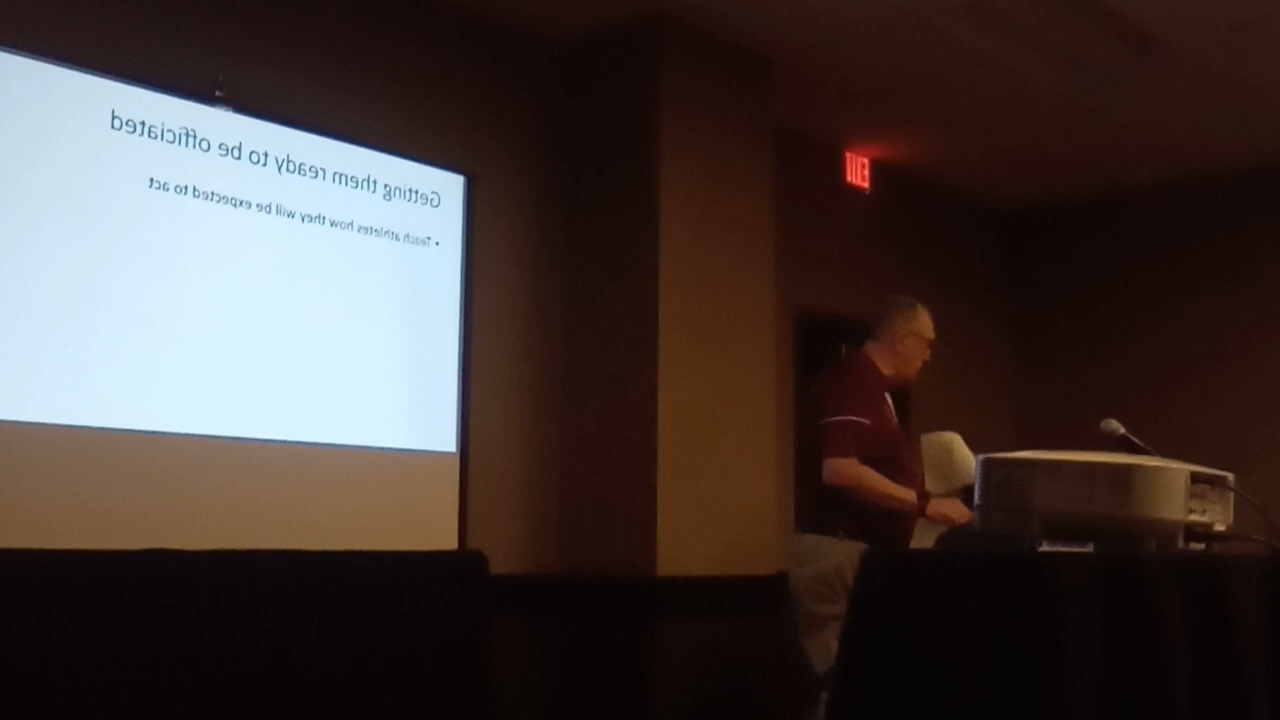 Getting them ready to be officiated
• Teach athletes how they will be expected to act
EXIT